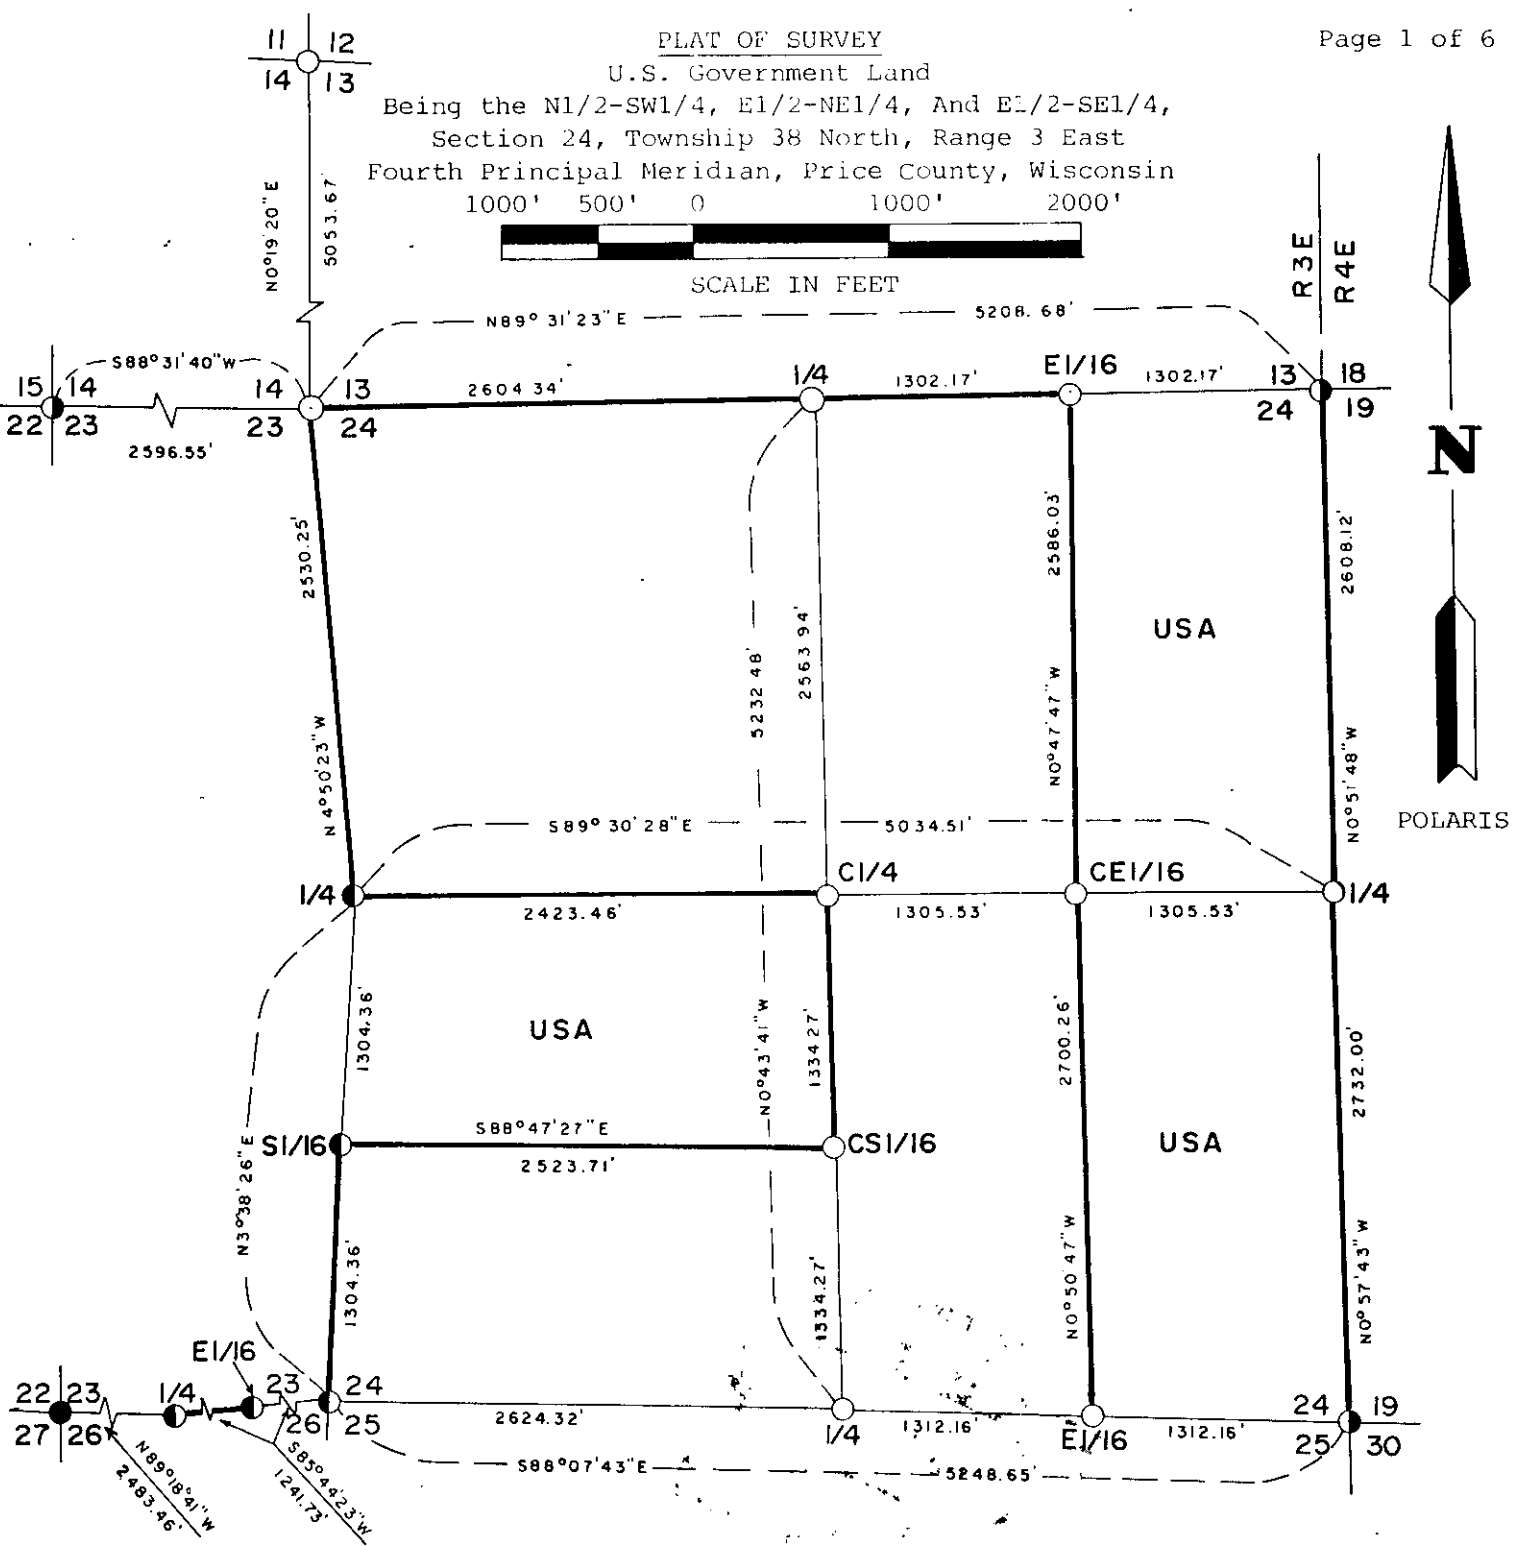 PLAT OF SURVEY
Page 1 of 6
U.S. Government Land
Being the N1/2-SW1/4, E1/2-NE1/4, And E1/2-SE1/4,
Section 24, Township 38 North, Range 3 East
Fourth Principal Meridian, Price County, Wisconsin
1000' 500' 0 1000' 2000'
SCALE IN FEET
11 12
14 13
N0°19'20"E
5053.67'
R3E
R4E
N89°31'23"E 5208.68'
S88°31'40"W
15 14
22 23
2596.55'
14 13
23 24
2604.34'
1/4
1302.17'
E1/16
1302.17'
13 18
24 19
N
POLARIS
2530.25'
N4°50'23"W
5232.48'
2563.94'
2586.03'
N0°47'47"W
USA
2608.12'
N0°51'48"W
S89°30'28"E 5034.51'
1/4
C1/4
CE1/16
1/4
2423.46'
1305.53'
1305.53'
1304.36'
USA
1334.27'
N0°43'41"W
2700.26'
2732.00'
S1/16
S88°47'27"E
2523.71'
CS1/16
USA
N3°38'26"E
1304.36'
1334.27'
N0°50'47"W
N0°57'43"W
E1/16
22 23
27 26
1/4
23
26
24
25
2624.32'
1/4
1312.16'
E1/16
1312.16'
24 19
25 30
S88°07'43"E 5248.65'
N89°18'41"W
2483.46'
S85°44'23"W
1241.73'